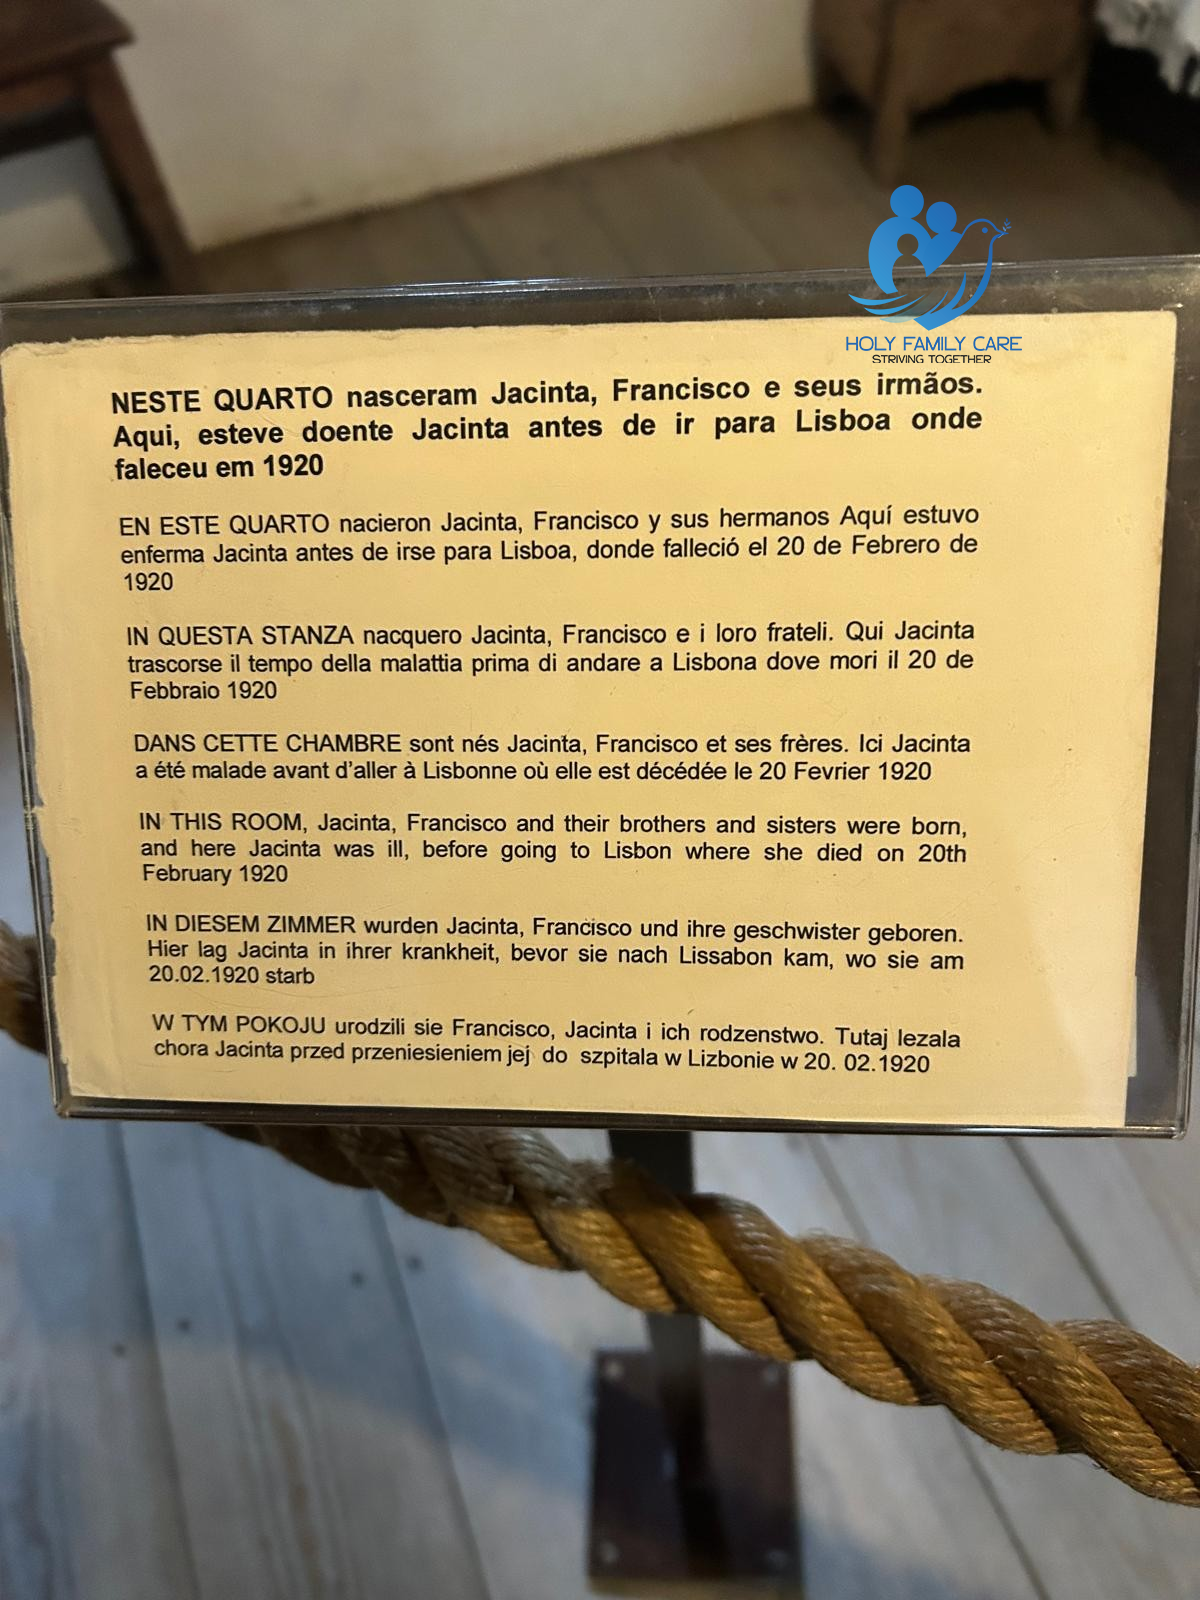 HOLY FAMILY CARE
STRIVING TOGETHER
NESTE QUARTO nasceram Jacinta, Francisco e seus irmãos.
Aqui, esteve doente Jacinta antes de ir para Lisboa onde
faleceu em 1920
EN ESTE QUARTO nacieron Jacinta, Francisco y sus hermanos Aquí estuvo
enferma Jacinta antes de irse para Lisboa, donde falleció el 20 de Febrero de
1920
IN QUESTA STANZA nacquero Jacinta, Francisco e i loro frateli. Qui Jacinta
trascorse il tempo della malattia prima di andare a Lisbona dove mori il 20 de
Febbraio 1920
DANS CETTE CHAMBRE sont nés Jacinta, Francisco et ses frères. Ici Jacinta
a été malade avant d'aller à Lisbonne où elle est décédée le 20 Fevrier 1920
IN THIS ROOM, Jacinta, Francisco and their brothers and sisters were born,
and here Jacinta was ill, before going to Lisbon where she died on 20th
February 1920
IN DIESEM ZIMMER wurden Jacinta, Francisco und ihre geschwister geboren.
Hier lag Jacinta in ihrer krankheit, bevor sie nach Lissabon kam, wo sie am
20.02.1920 starb
W TYM POKOJU urodzili sie Francisco, Jacinta i ich rodzenstwo. Tutaj lezala
chora Jacinta przed przeniesieniem jej do szpitala w Lizbonie w 20. 02.1920